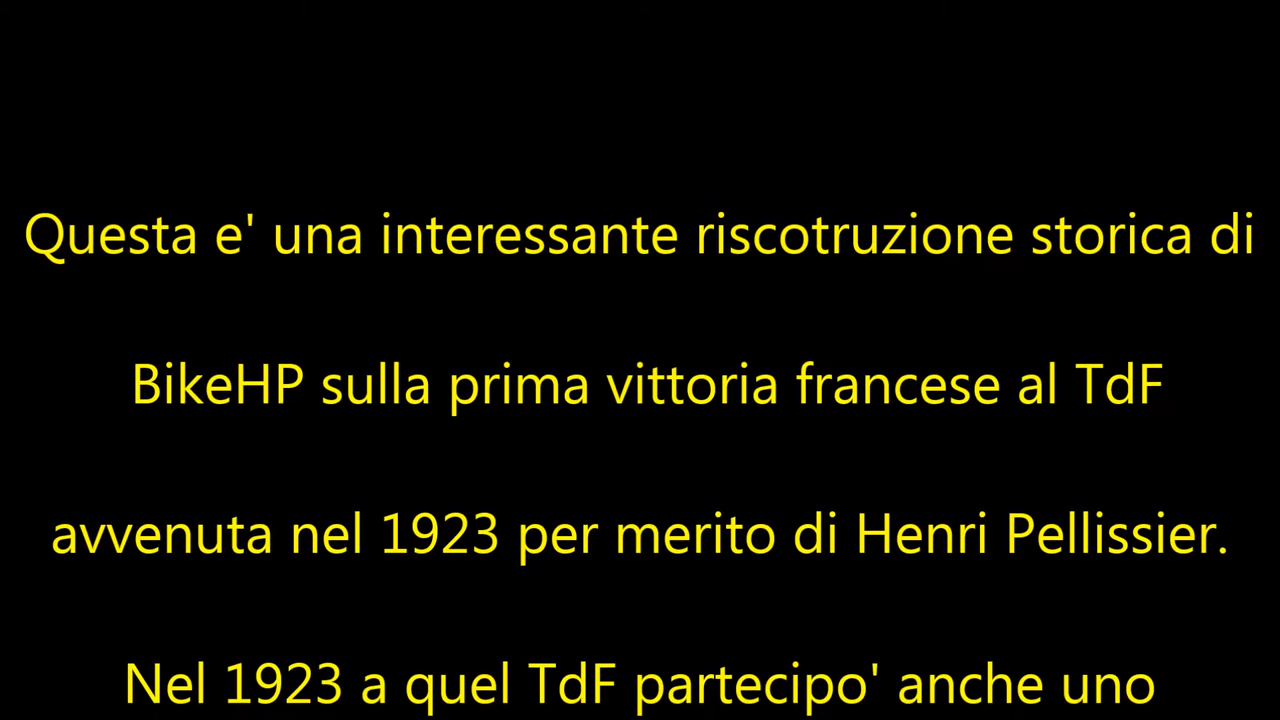 Questa e' una interessante riscotruzione storica di
BikeHP sulla prima vittoria francese al TdF
avvenuta nel 1923 per merito di Henri Pellissier.
Nel 1923 a quel TdF partecipo' anche uno